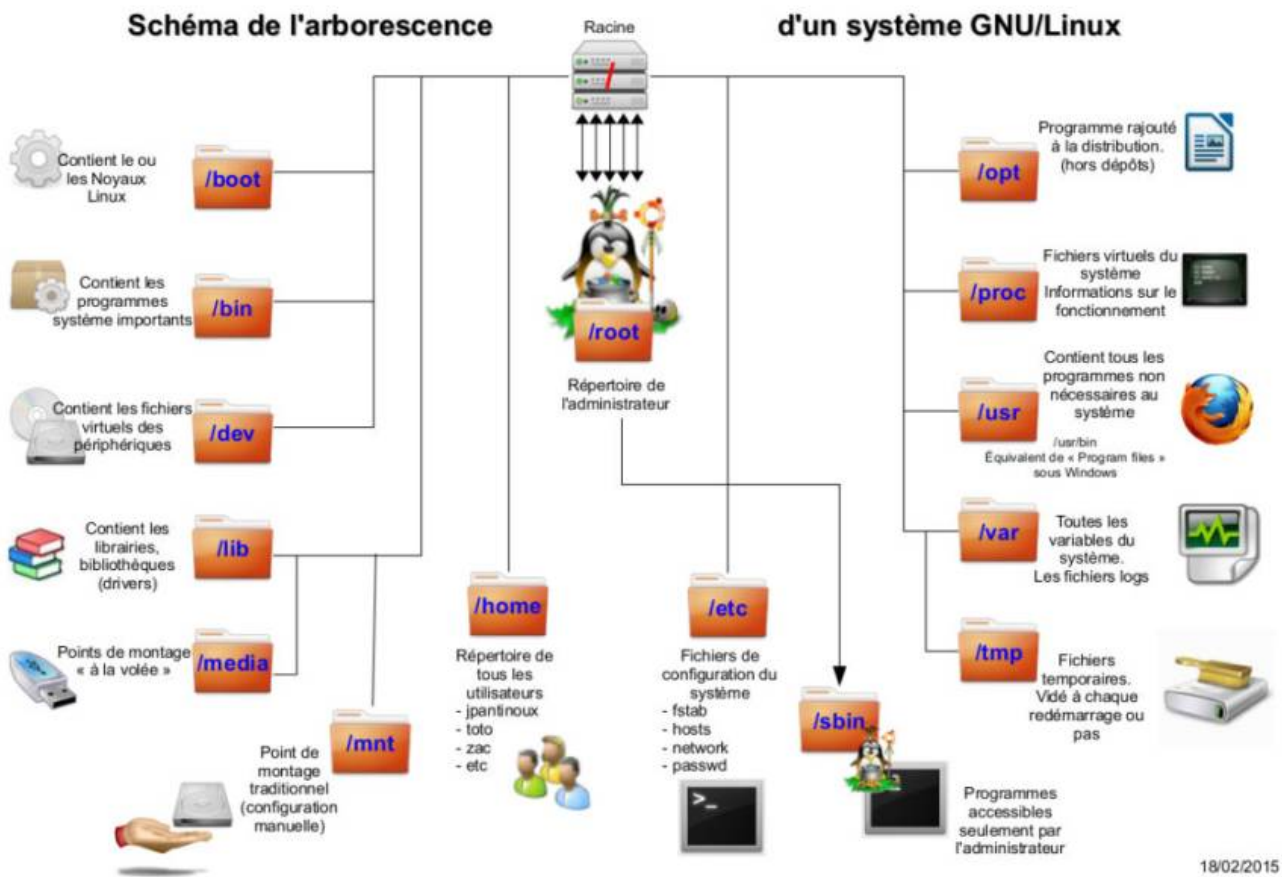 Schéma de l'arborescence
d'un système GNU/Linux
Racine
/
Contient le ou
les Noyaux
Linux
/boot
Contient les
programmes
système importants
/bin
Contient les fichiers
virtuels des
périphériques
/dev
Contient les
librairies,
bibliothèques
(drivers)
/lib
Points de montage
« à la volée »
/media
Point de
montage
traditionnel
(configuration
manuelle)
/mnt
/home
Répertoire de
tous les
utilisateurs
- jpantinoux
- toto
- zac
- etc
/root
Répertoire de
l'administrateur
/etc
Fichiers de
configuration du
système
- fstab
- hosts
- network
- passwd
>_
/sbin
Programmes
accessibles
seulement par
l'administrateur
/opt
Programme rajouté
à la distribution.
(hors dépôts)
/proc
Fichiers virtuels du
système
Informations sur le
fonctionnement
/usr
Contient tous les
programmes non
nécessaires au
système
/usr/bin
Équivalent de « Program files »
sous Windows
/var
Toutes les
variables du
système.
Les fichiers logs
/tmp
Fichiers
temporaires.
Vidé à chaque
redémarrage ou
pas
18/02/2015